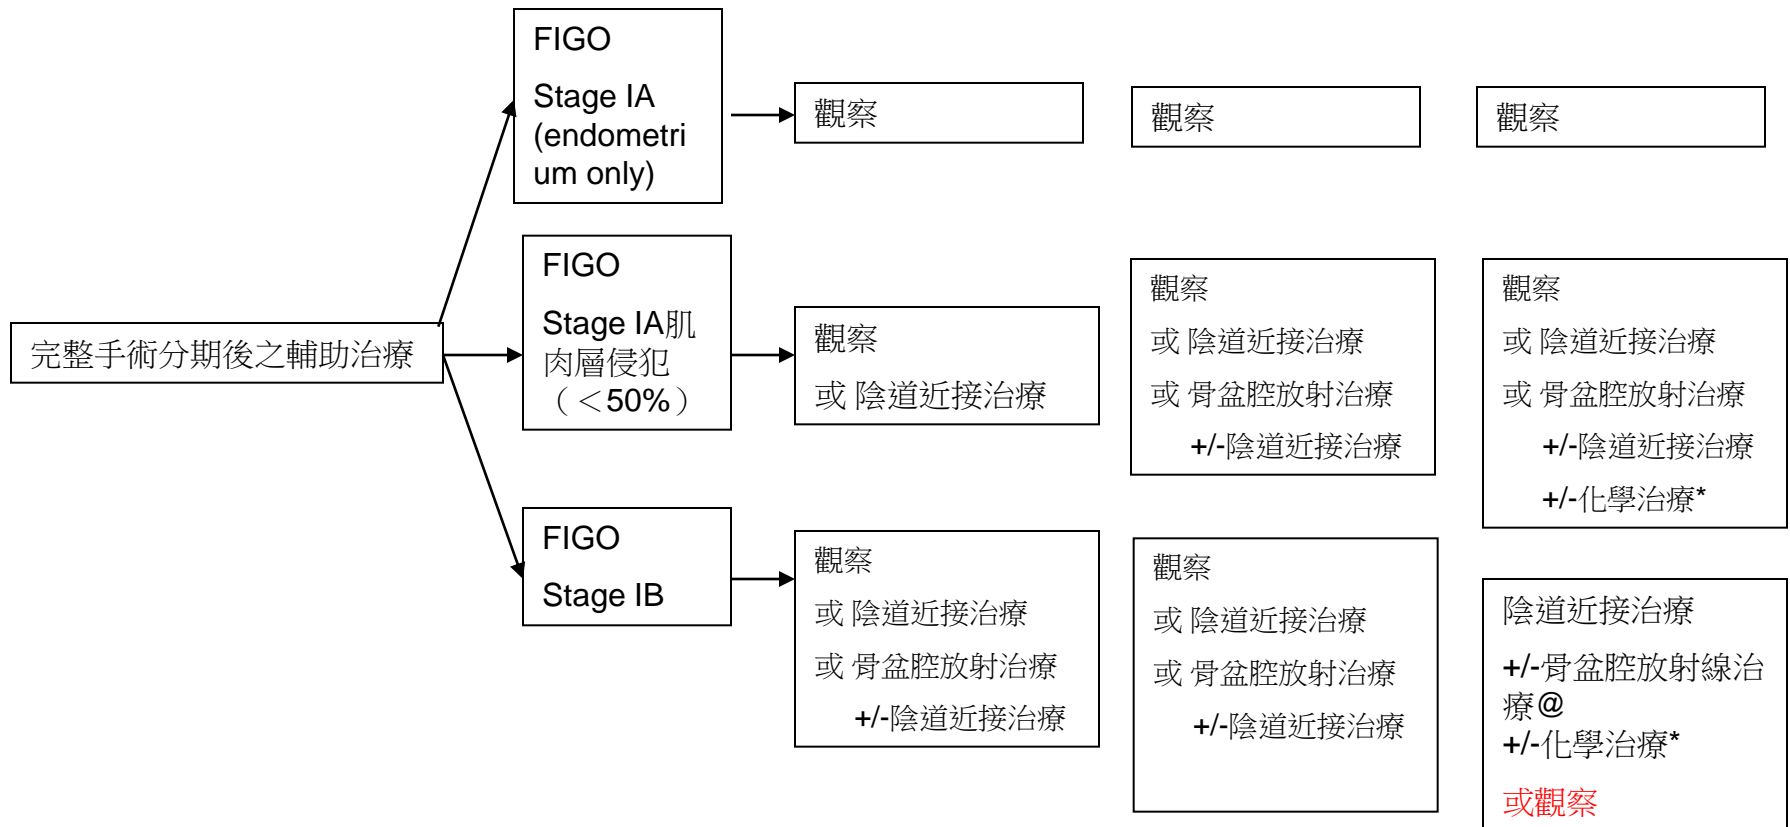 FIGO
Stage IA
(endometri
um only)
觀察
觀察
觀察
完整手術分期後之輔助治療
FIGO
Stage IA肌
肉層侵犯
（＜50%）
觀察
或 陰道近接治療
觀察
或 陰道近接治療
或 骨盆腔放射治療
+/-陰道近接治療
觀察
或 陰道近接治療
或 骨盆腔放射治療
+/-陰道近接治療
+/-化學治療*
FIGO
Stage IB
觀察
或 陰道近接治療
或 骨盆腔放射治療
+/-陰道近接治療
觀察
或 陰道近接治療
或 骨盆腔放射治療
+/-陰道近接治療
陰道近接治療
+/-骨盆腔放射線治
療@
+/-化學治療*
或觀察